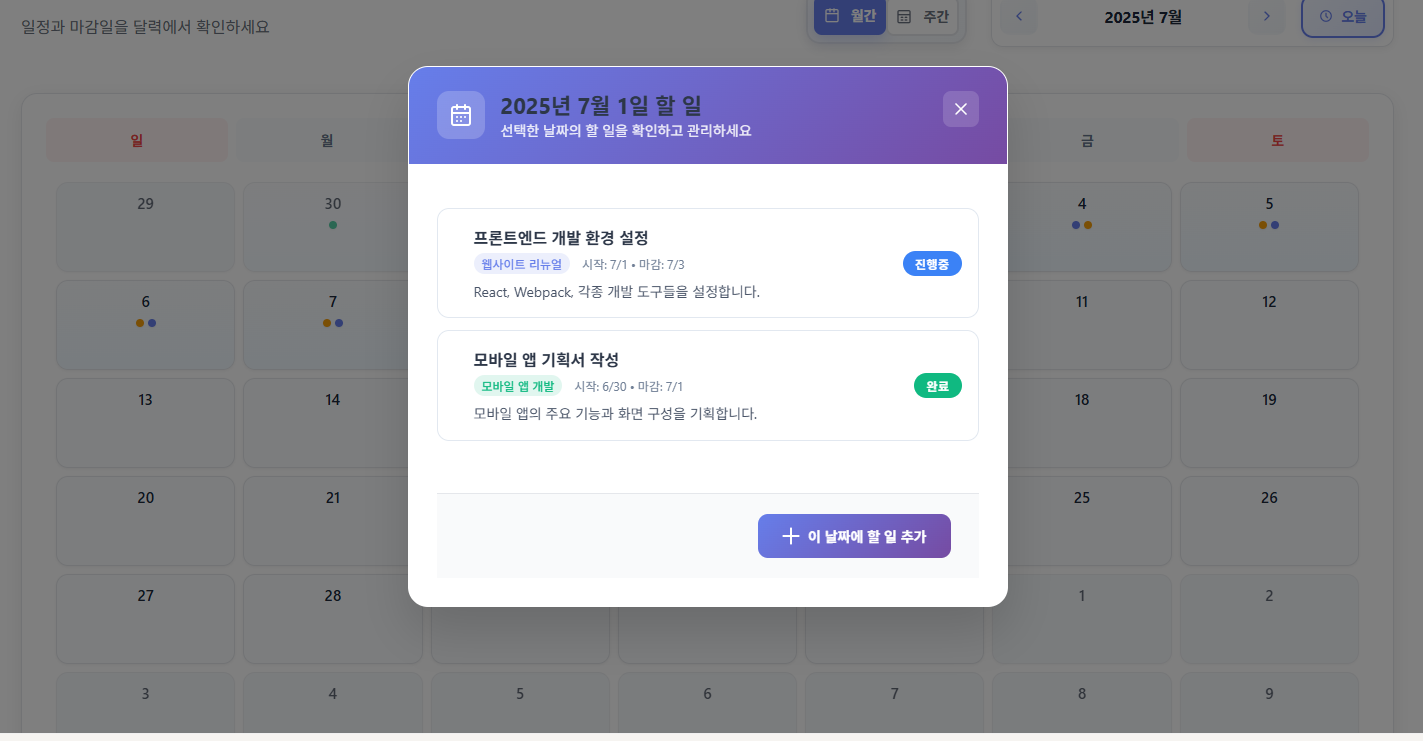 일정과 마감일을 달력에서 확인하세요
월간
주간
2025년 7월
오늘
2025년 7월 1일 할 일
선택한 날짜의 할 일을 확인하고 관리하세요
일
월
금
토
29
30
4
5
프론트엔드 개발 환경 설정
웹사이트 리뉴얼 시작: 7/1 • 마감: 7/3
진행중
React, Webpack, 각종 개발 도구들을 설정합니다.
6
7
11
12
모바일 앱 기획서 작성
모바일 앱 개발 시작: 6/30 • 마감: 7/1
완료
모바일 앱의 주요 기능과 화면 구성을 기획합니다.
13
14
18
19
20
21
25
26
이 날짜에 할 일 추가
27
28
1
2
3
4
5
6
7
8
9